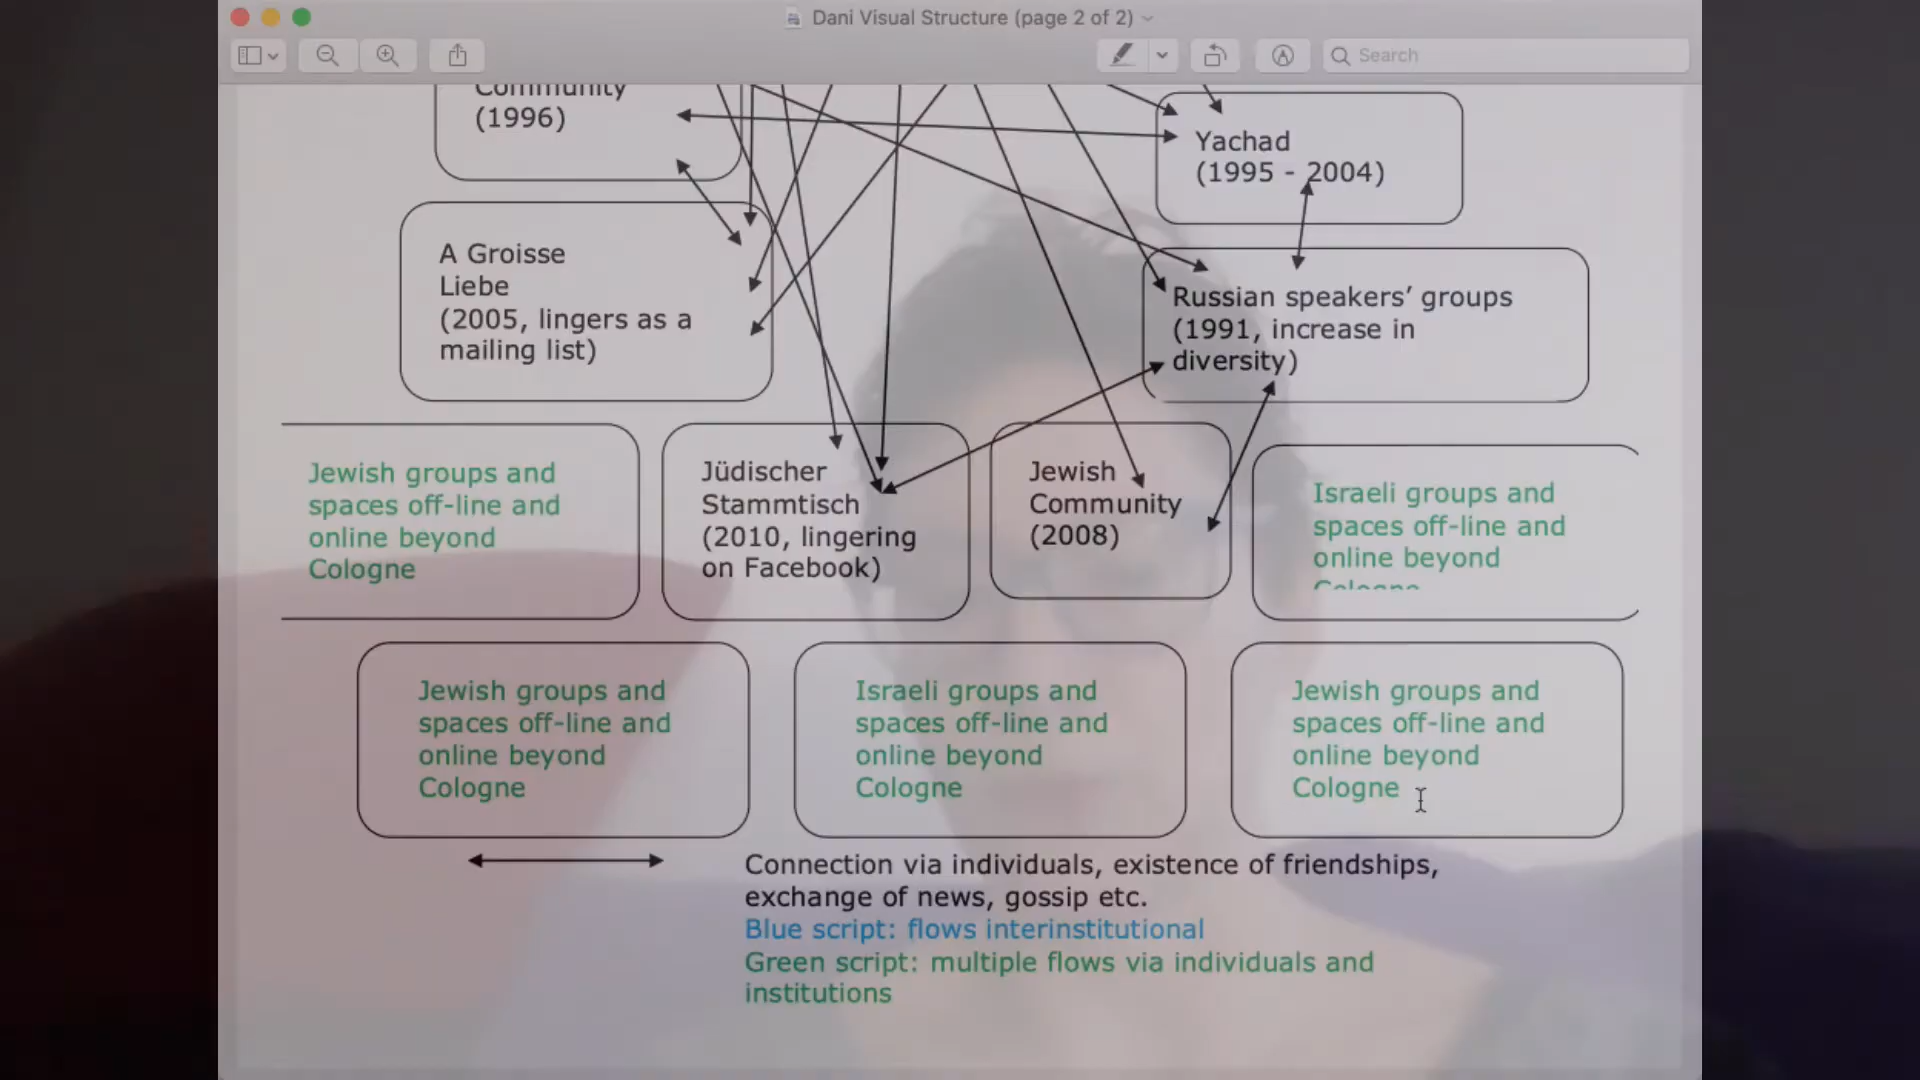 Dani Visual Structure (page 2 of 2)
Search
Community
(1996)
Yachad
(1995 - 2004)
A Groisse
Liebe
(2005, lingers as a
mailing list)
Russian speakers’ groups
(1991, increase in
diversity)
Jewish groups and
spaces off-line and
online beyond
Cologne
Jüdischer
Stammtisch
(2010, lingering
on Facebook)
Jewish
Community
(2008)
Israeli groups and
spaces off-line and
online beyond
Cologne
Jewish groups and
spaces off-line and
online beyond
Cologne
Israeli groups and
spaces off-line and
online beyond
Cologne
Jewish groups and
spaces off-line and
online beyond
Cologne
Connection via individuals, existence of friendships,
exchange of news, gossip etc.
Blue script: flows interinstitutional
Green script: multiple flows via individuals and
institutions